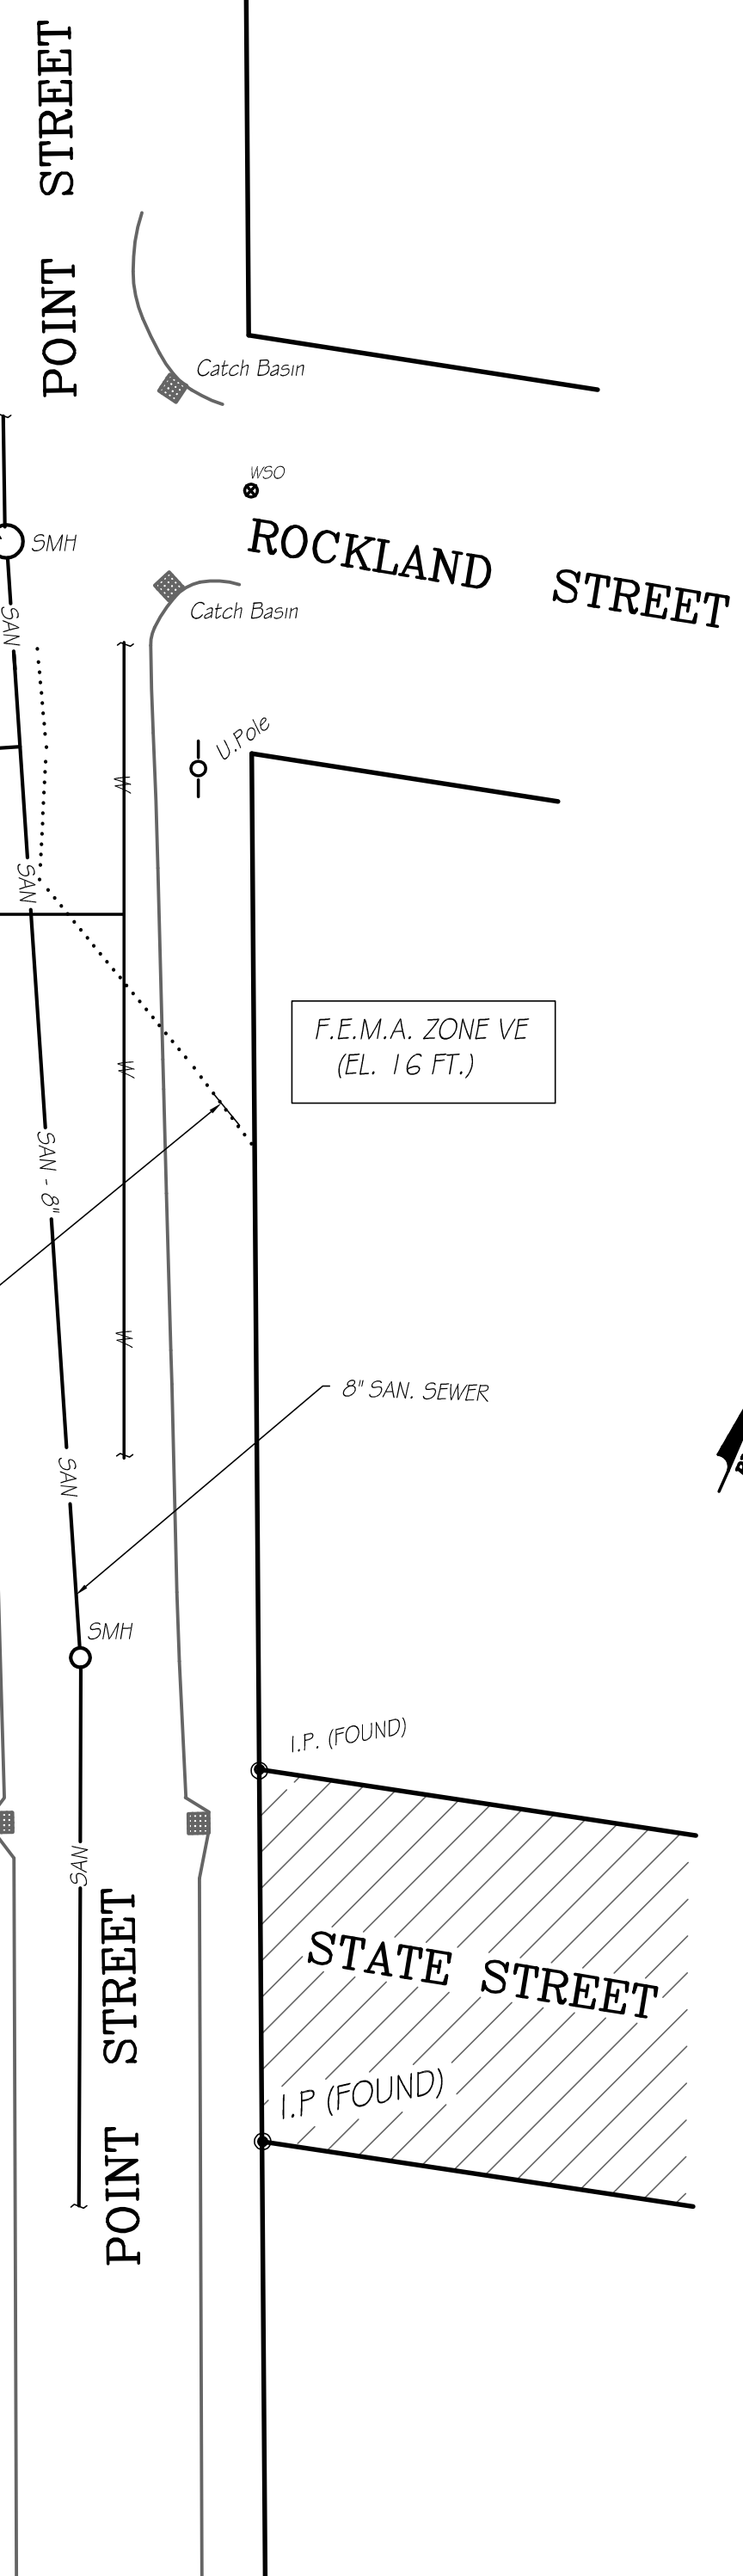 POINT STREET
Catch Basin
WSO
ROCKLAND STREET
SMH
Catch Basin
SAN
U.Pole
W
SAN
F.E.M.A. ZONE VE
(EL. 16 FT.)
W
SAN - 8"
W
8" SAN. SEWER
SAN
SMH
I.P. (FOUND)
SAN
STATE STREET
POINT STREET
I.P (FOUND)